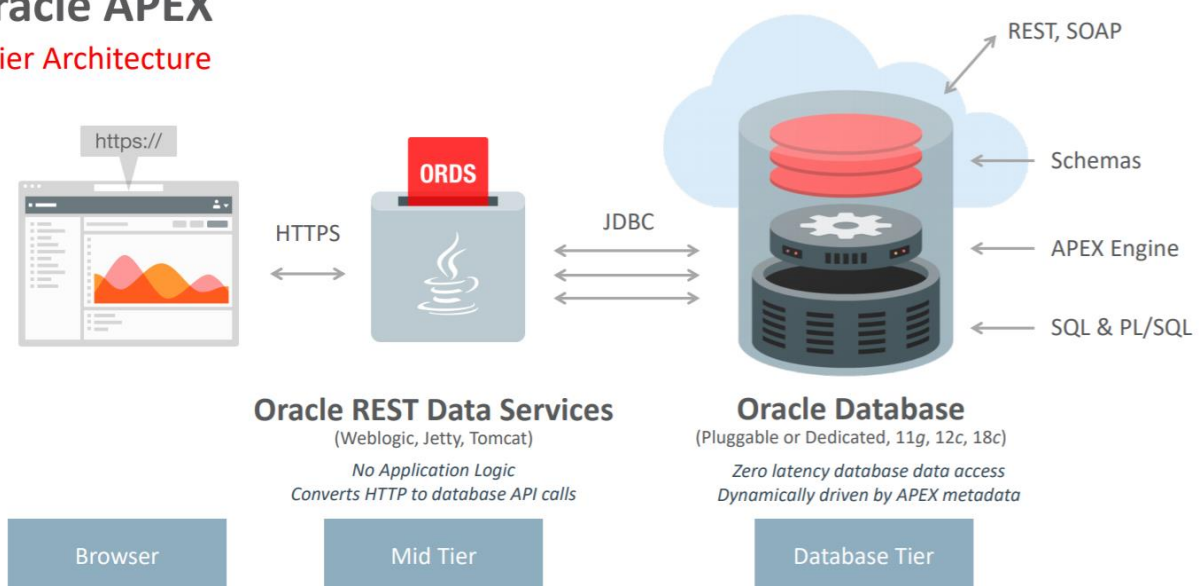 racle APEX
ier Architecture
REST, SOAP
https://
ORDS
HTTPS
JDBC
Schemas
APEX Engine
SQL & PL/SQL
Oracle REST Data Services
(Weblogic, Jetty, Tomcat)
No Application Logic
Converts HTTP to database API calls
Oracle Database
(Pluggable or Dedicated, 11g, 12c, 18c)
Zero latency database data access
Dynamically driven by APEX metadata
Browser
Mid Tier
Database Tier